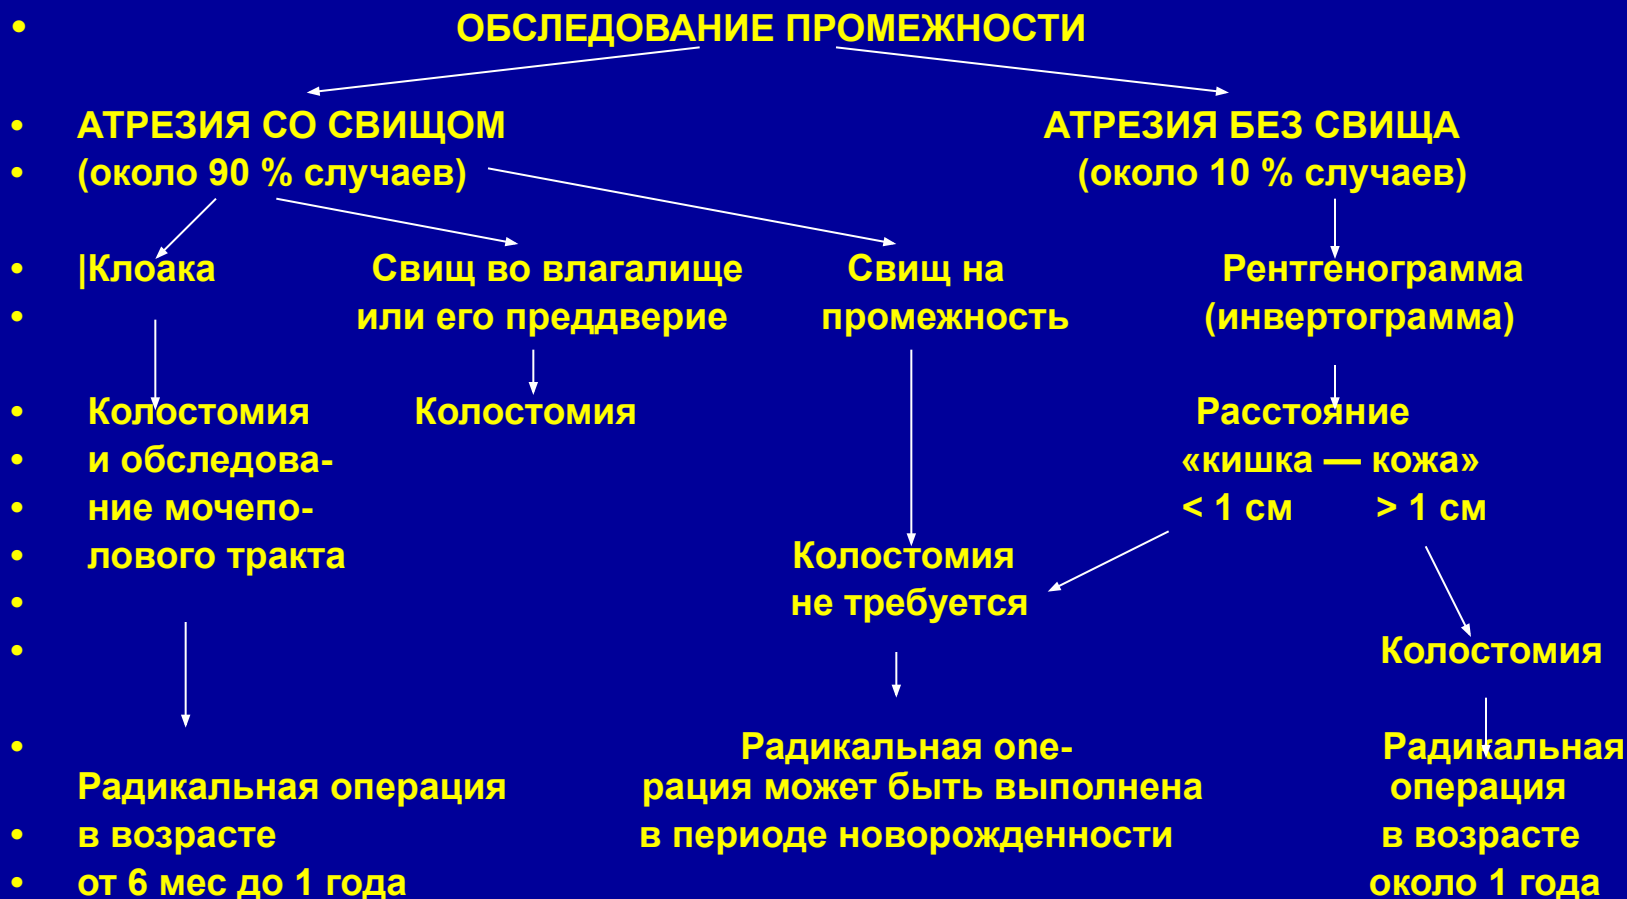 • ОБСЛЕДОВАНИЕ ПРОМЕЖНОСТИ
• АТРЕЗИЯ СО СВИЩОМ АТРЕЗИЯ БЕЗ СВИЩА
• (около 90 % случаев) (около 10 % случаев)
• |Клоака Свищ во влагалище Свищ на Рентгенограмма
• или его преддверие промежность (инвертограмма)
• Колостомия Колостомия Расстояние
• и обследова- «кишка — кожа»
• ние мочепо- < 1 см > 1 см
• лового тракта Колостомия
• не требуется
• Колостомия
• Радикальная one- Радикальная
Радикальная операция рация может быть выполнена операция
• в возрасте в периоде новорожденности в возрасте
• от 6 мес до 1 года около 1 года